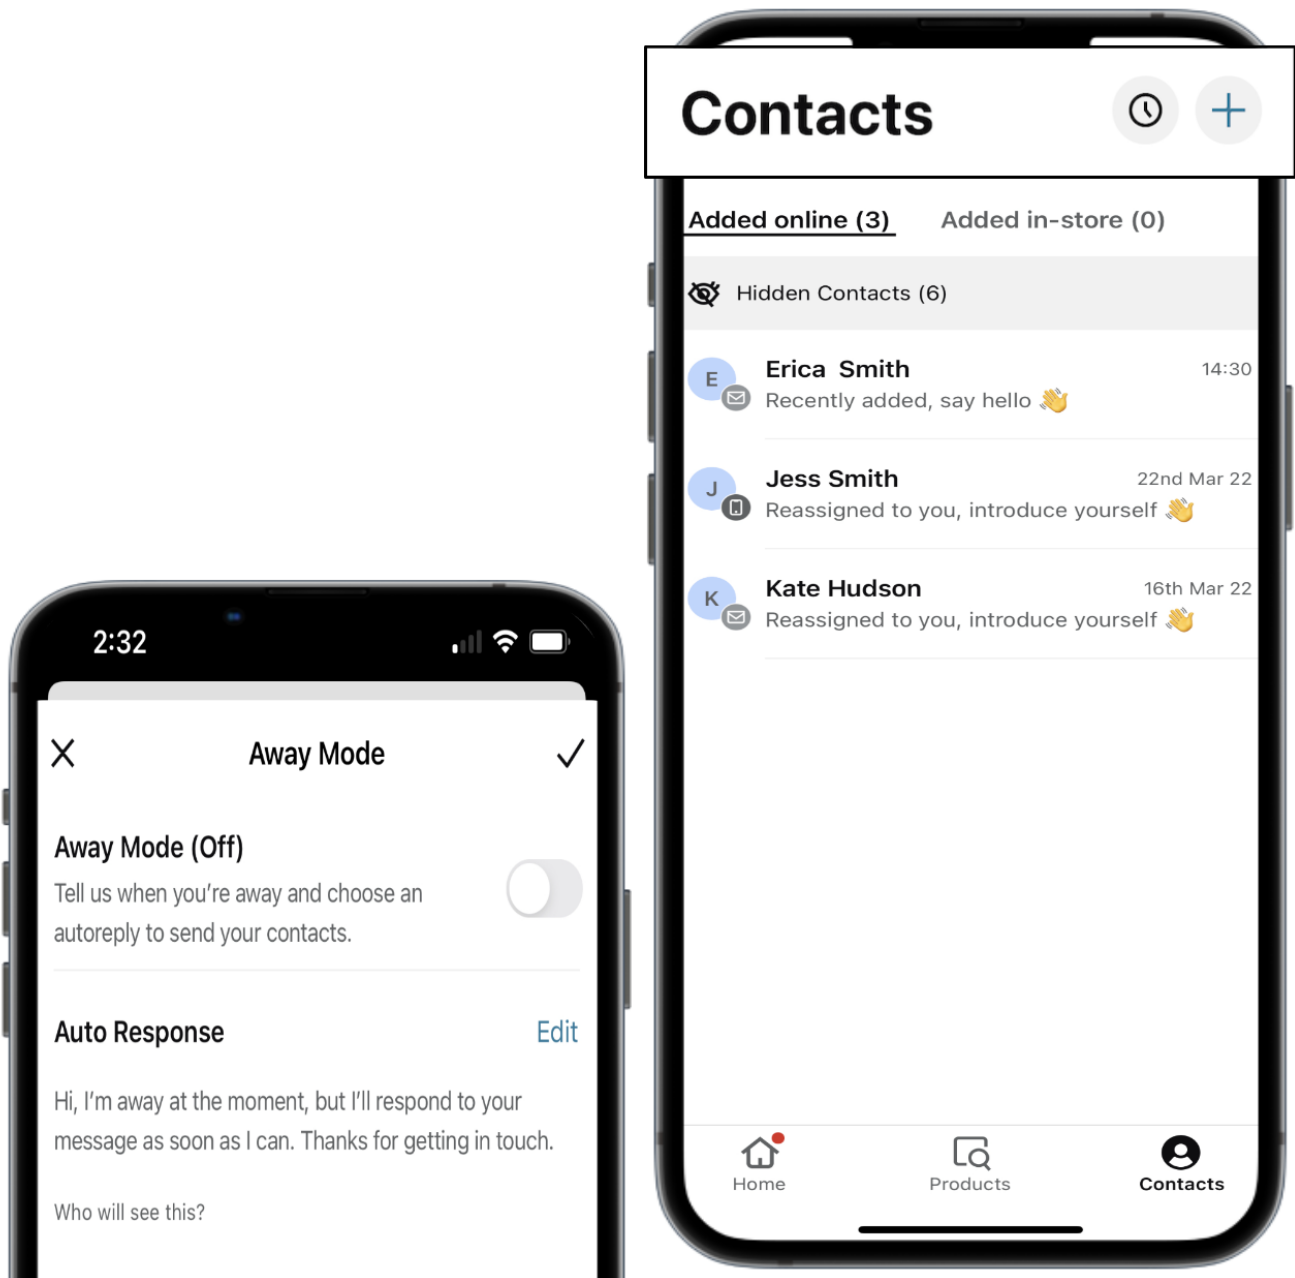 Contacts
Added online (3) Added in-store (0)
Hidden Contacts (6)
E Erica Smith 14:30
Recently added, say hello 👋
J Jess Smith 22nd Mar 22
Reassigned to you, introduce yourself 👋
K Kate Hudson 16th Mar 22
Reassigned to you, introduce yourself 👋
Home Products Contacts
2:32
Away Mode
Away Mode (Off)
Tell us when you’re away and choose an
autoreply to send your contacts.
Auto Response Edit
Hi, I’m away at the moment, but I’ll respond to your
message as soon as I can. Thanks for getting in touch.
Who will see this?